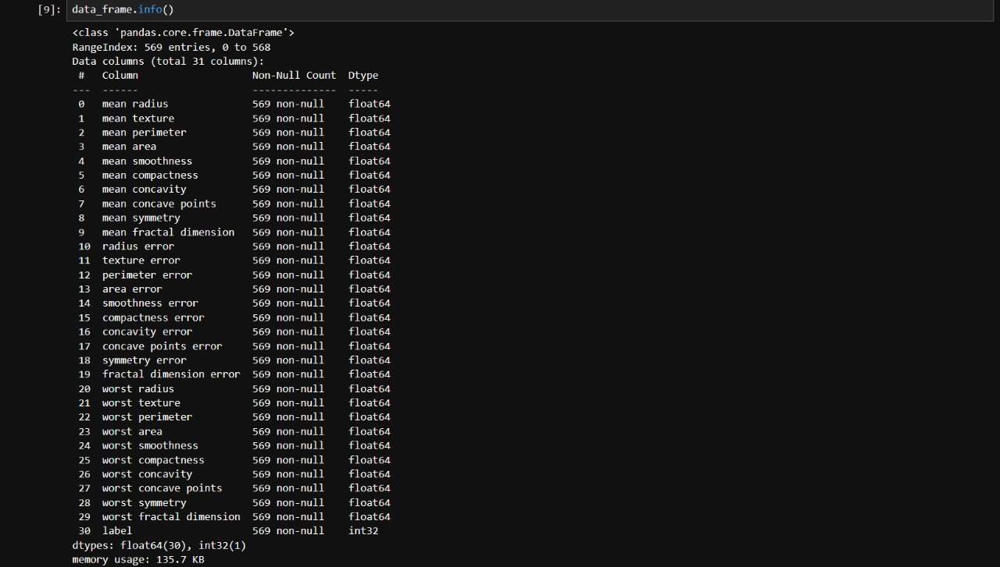 [9]: data_frame.info()
<class 'pandas.core.frame.DataFrame'>
RangeIndex: 569 entries, 0 to 568
Data columns (total 31 columns):
 #   Column                   Non-Null Count  Dtype
---  ------                   --------------  -----
 0   mean radius              569 non-null    float64
 1   mean texture             569 non-null    float64
 2   mean perimeter           569 non-null    float64
 3   mean area                569 non-null    float64
 4   mean smoothness          569 non-null    float64
 5   mean compactness         569 non-null    float64
 6   mean concavity           569 non-null    float64
 7   mean concave points      569 non-null    float64
 8   mean symmetry            569 non-null    float64
 9   mean fractal dimension   569 non-null    float64
 10  radius error             569 non-null    float64
 11  texture error            569 non-null    float64
 12  perimeter error          569 non-null    float64
 13  area error               569 non-null    float64
 14  smoothness error         569 non-null    float64
 15  compactness error        569 non-null    float64
 16  concavity error          569 non-null    float64
 17  concave points error     569 non-null    float64
 18  symmetry error           569 non-null    float64
 19  fractal dimension error  569 non-null    float64
 20  worst radius             569 non-null    float64
 21  worst texture            569 non-null    float64
 22  worst perimeter          569 non-null    float64
 23  worst area               569 non-null    float64
 24  worst smoothness         569 non-null    float64
 25  worst compactness        569 non-null    float64
 26  worst concavity          569 non-null    float64
 27  worst concave points     569 non-null    float64
 28  worst symmetry           569 non-null    float64
 29  worst fractal dimension  569 non-null    float64
 30  label                    569 non-null    int32
dtypes: float64(30), int32(1)
memory usage: 135.7 KB